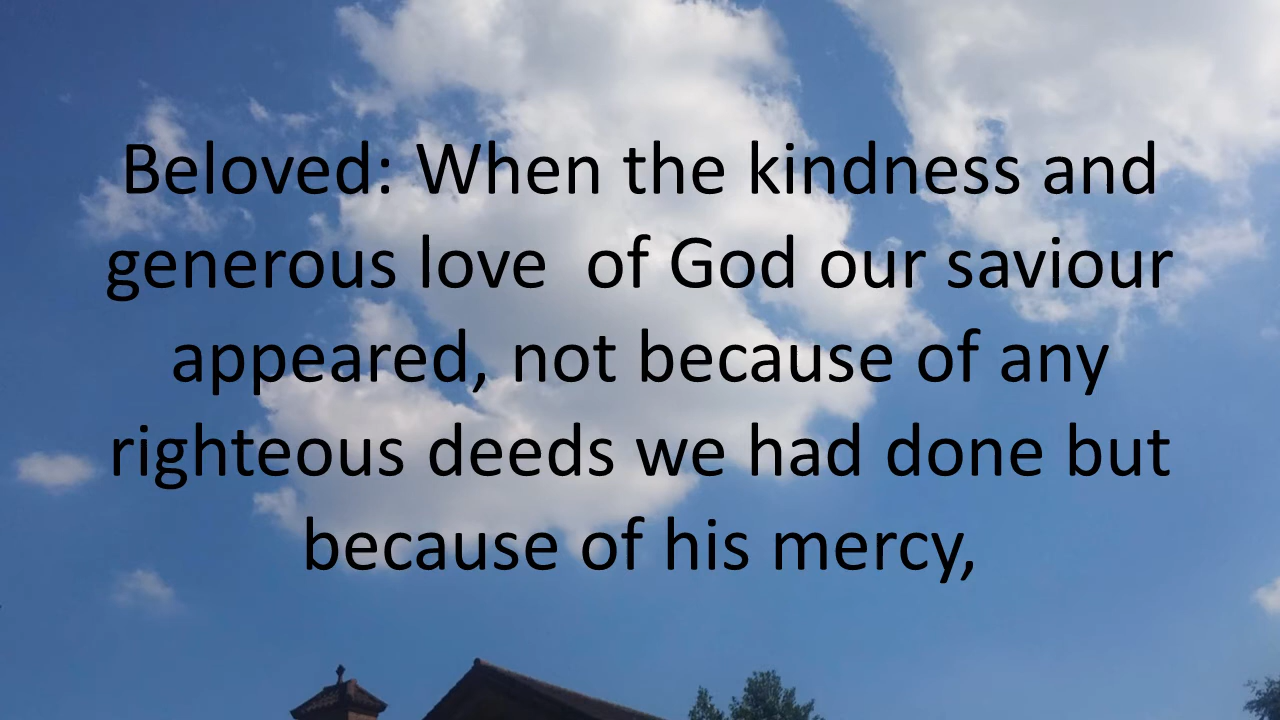 Beloved: When the kindness and
generous love  of God our saviour
appeared, not because of any
righteous deeds we had done but
because of his mercy,